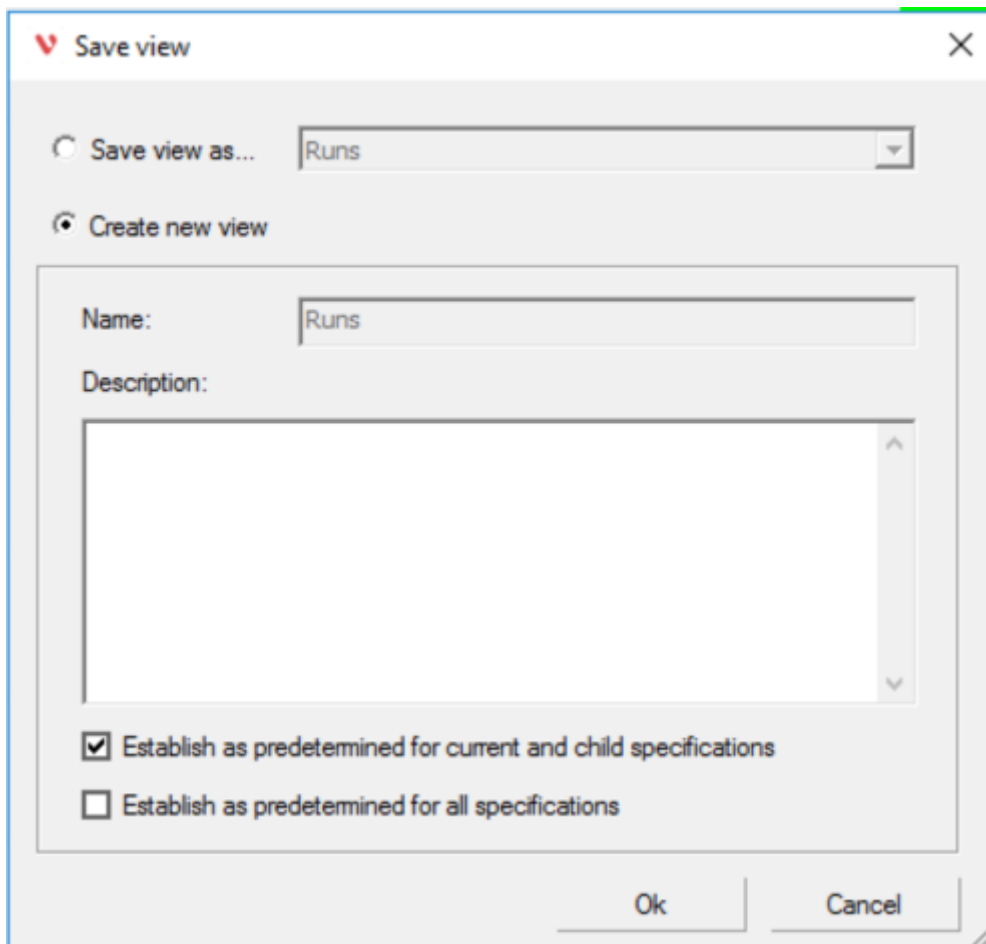 Save view
Save view as... Runs
Create new view
Name: Runs
Description:
Establish as predetermined for current and child specifications
Establish as predetermined for all specifications
Ok Cancel